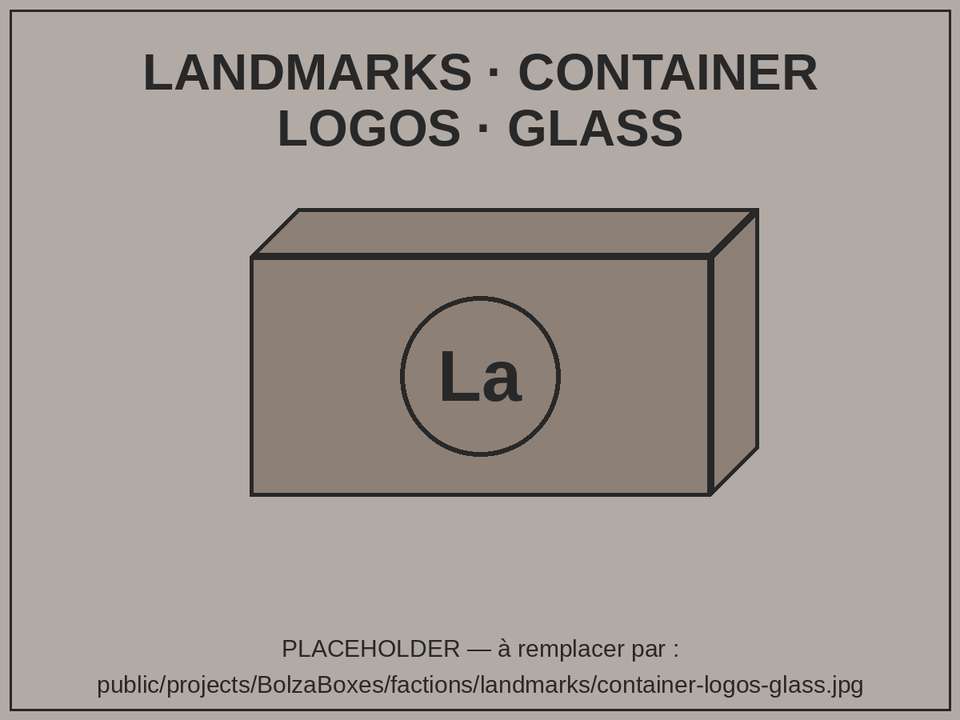 LANDMARKS · CONTAINER
LOGOS · GLASS
La
PLACEHOLDER — à remplacer par :
public/projects/BolzaBoxes/factions/landmarks/container-logos-glass.jpg